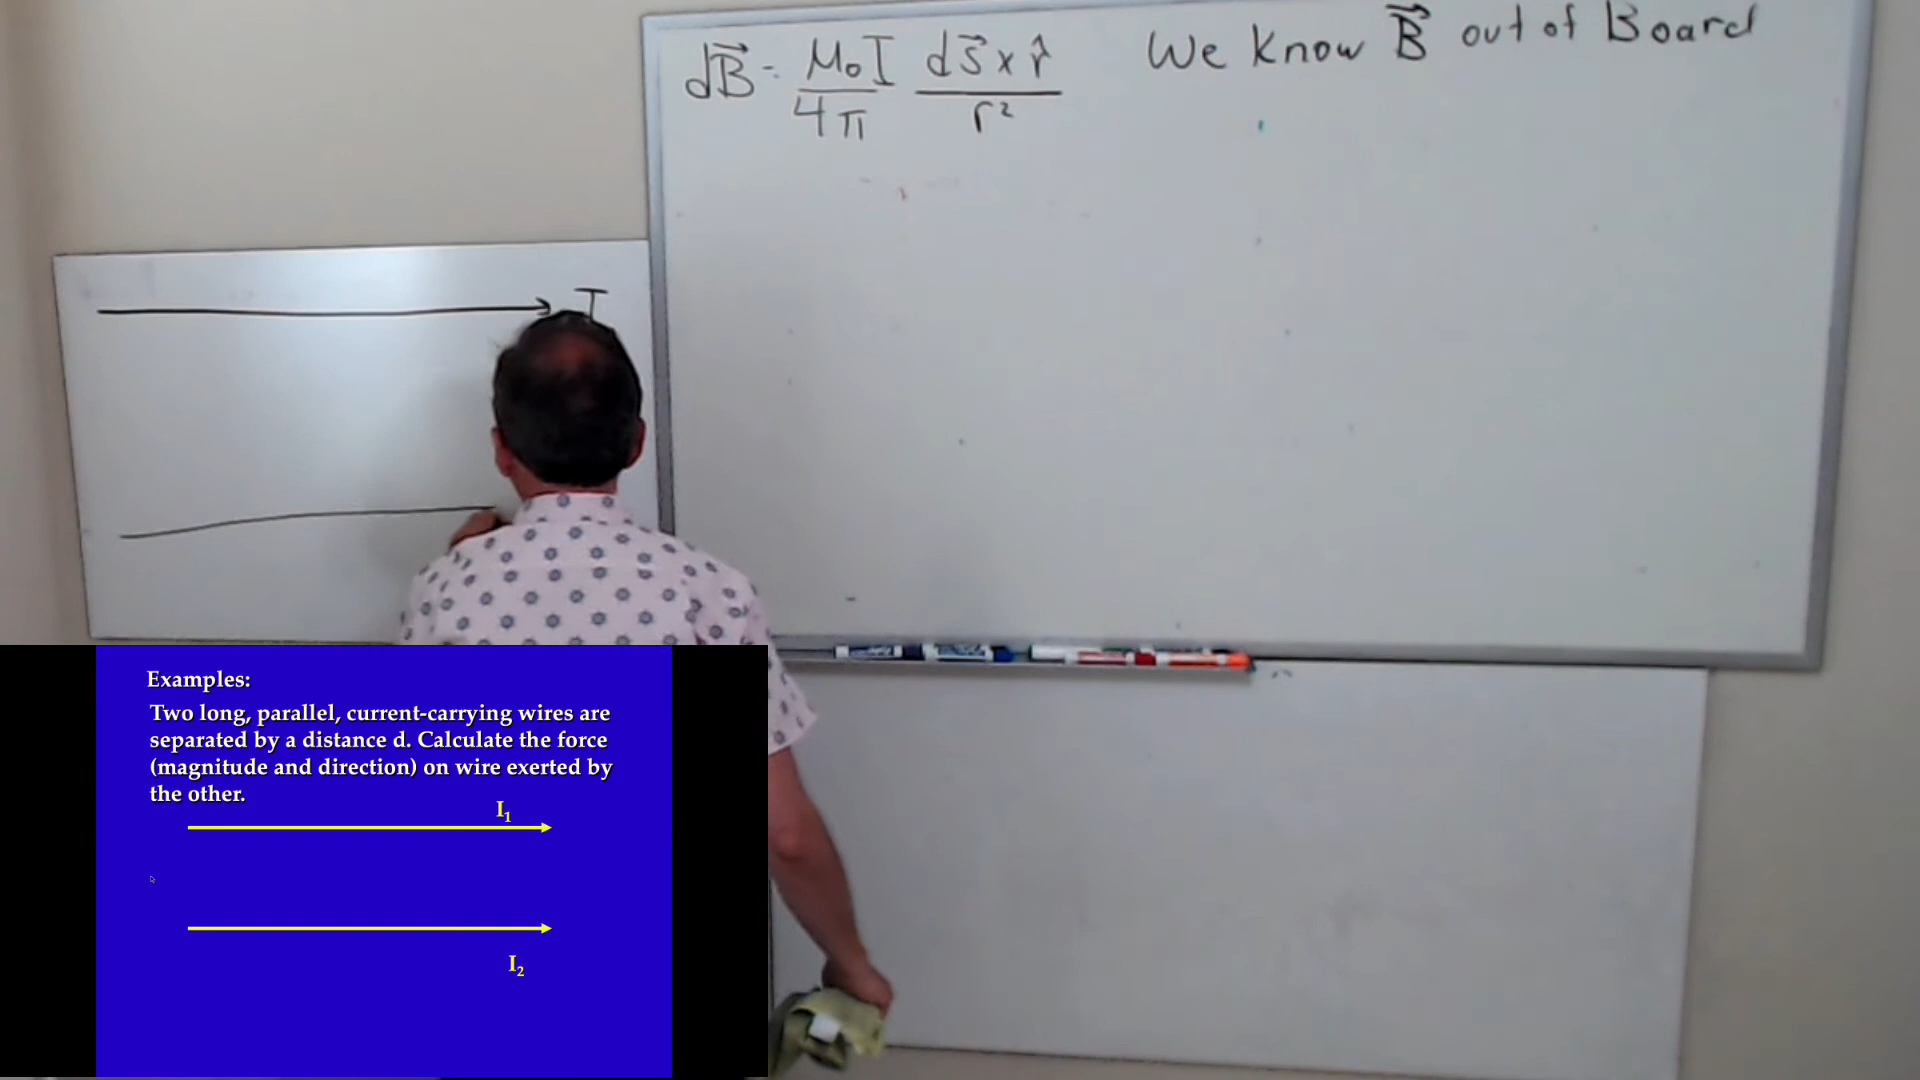 dB⃗ = μ₀I/4π ds⃗ x r̂/r²
We Know B⃗ out of Board
I
Examples:
Two long, parallel, current-carrying wires are
separated by a distance d. Calculate the force
(magnitude and direction) on wire exerted by
the other.
I₁
I₂